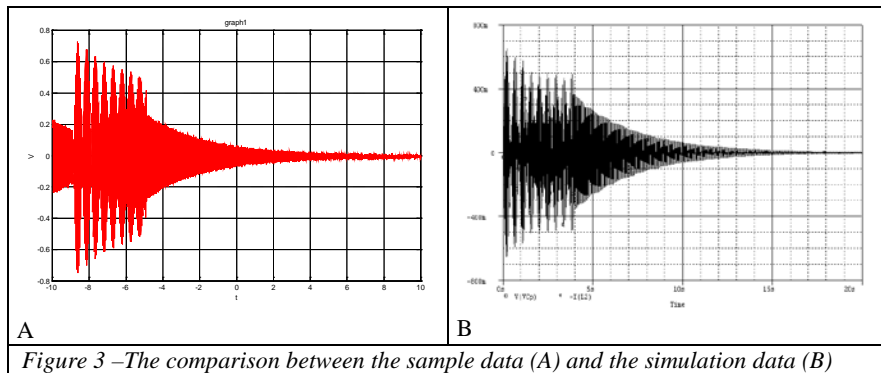 graph1
0.8
0.6
0.4
0.2
0
-0.2
-0.4
-0.6
-0.8
V
-10 -8 -6 -4 -2 0 2 4 6 8 10
t
A
800m
400m
0
-400m
-800m
0s 5s 10s 15s 20s
V(VCp) -I(L2)
Time
B
Figure 3 –The comparison between the sample data (A) and the simulation data (B)